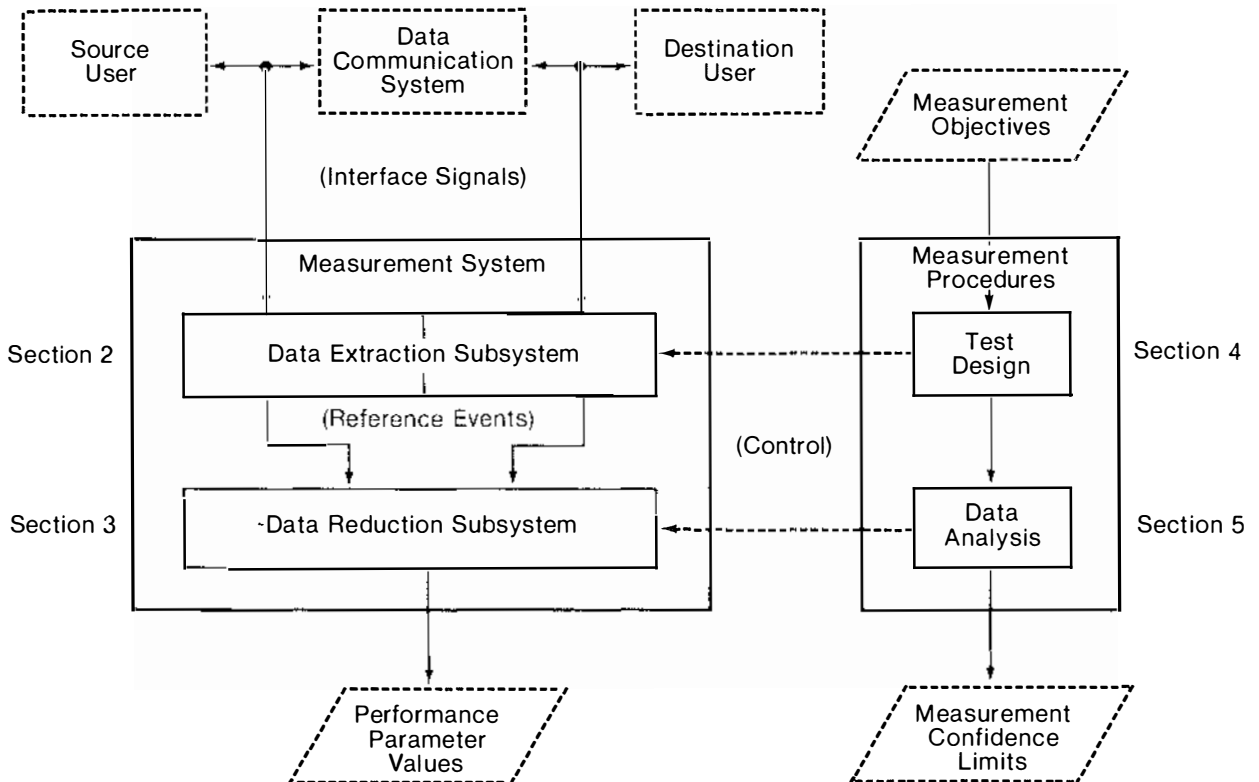 Source
User
Data
Communication
System
Destination
User
Measurement
Objectives
(Interface Signals)
Measurement System
Measurement
Procedures
Section 2
Data Extraction Subsystem
Test
Design
Section 4
(Reference Events)
(Control)
Section 3
Data Reduction Subsystem
Data
Analysis
Section 5
Performance
Parameter
Values
Measurement
Confidence
Limits